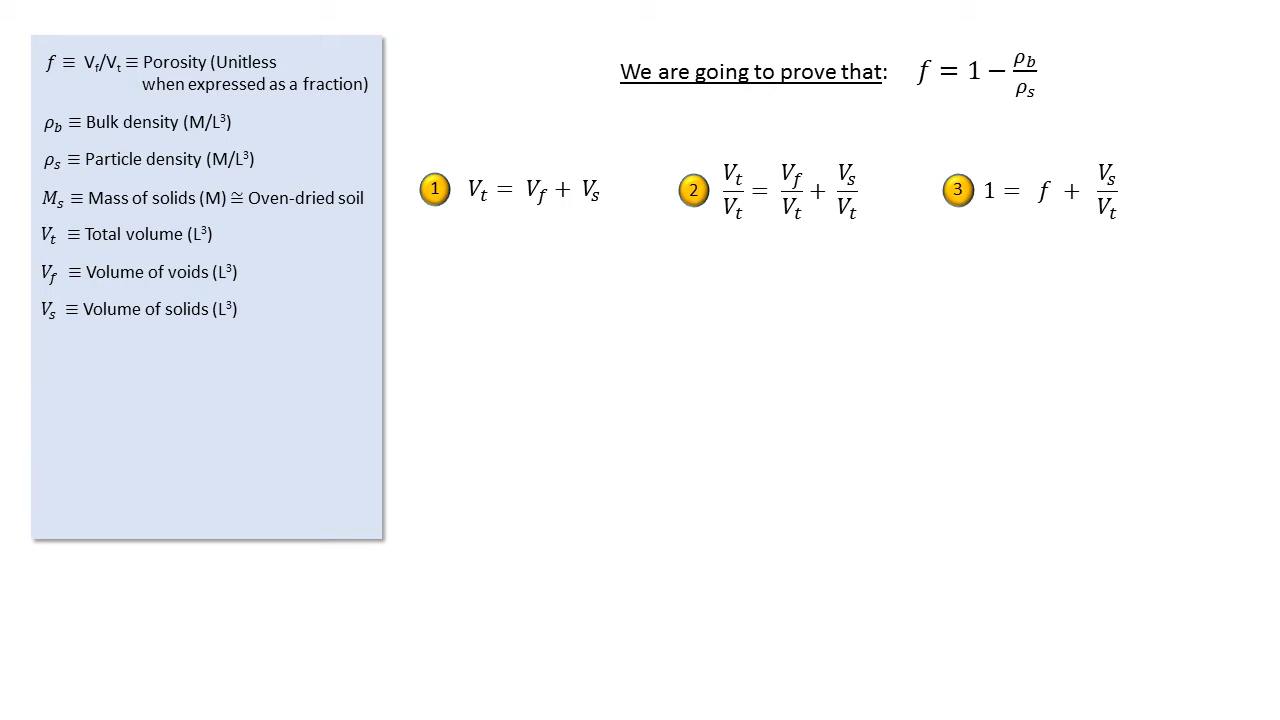 f ≡ Vf/Vt ≡ Porosity (Unitless
when expressed as a fraction)
ρb ≡ Bulk density (M/L³)
ρs ≡ Particle density (M/L³)
Ms ≡ Mass of solids (M) ≅ Oven-dried soil
Vt ≡ Total volume (L³)
Vf ≡ Volume of voids (L³)
Vs ≡ Volume of solids (L³)
We are going to prove that: f = 1 − ρb/ρs
1 Vt = Vf + Vs
2 Vt/Vt = Vf/Vt + Vs/Vt
3 1 = f + Vs/Vt